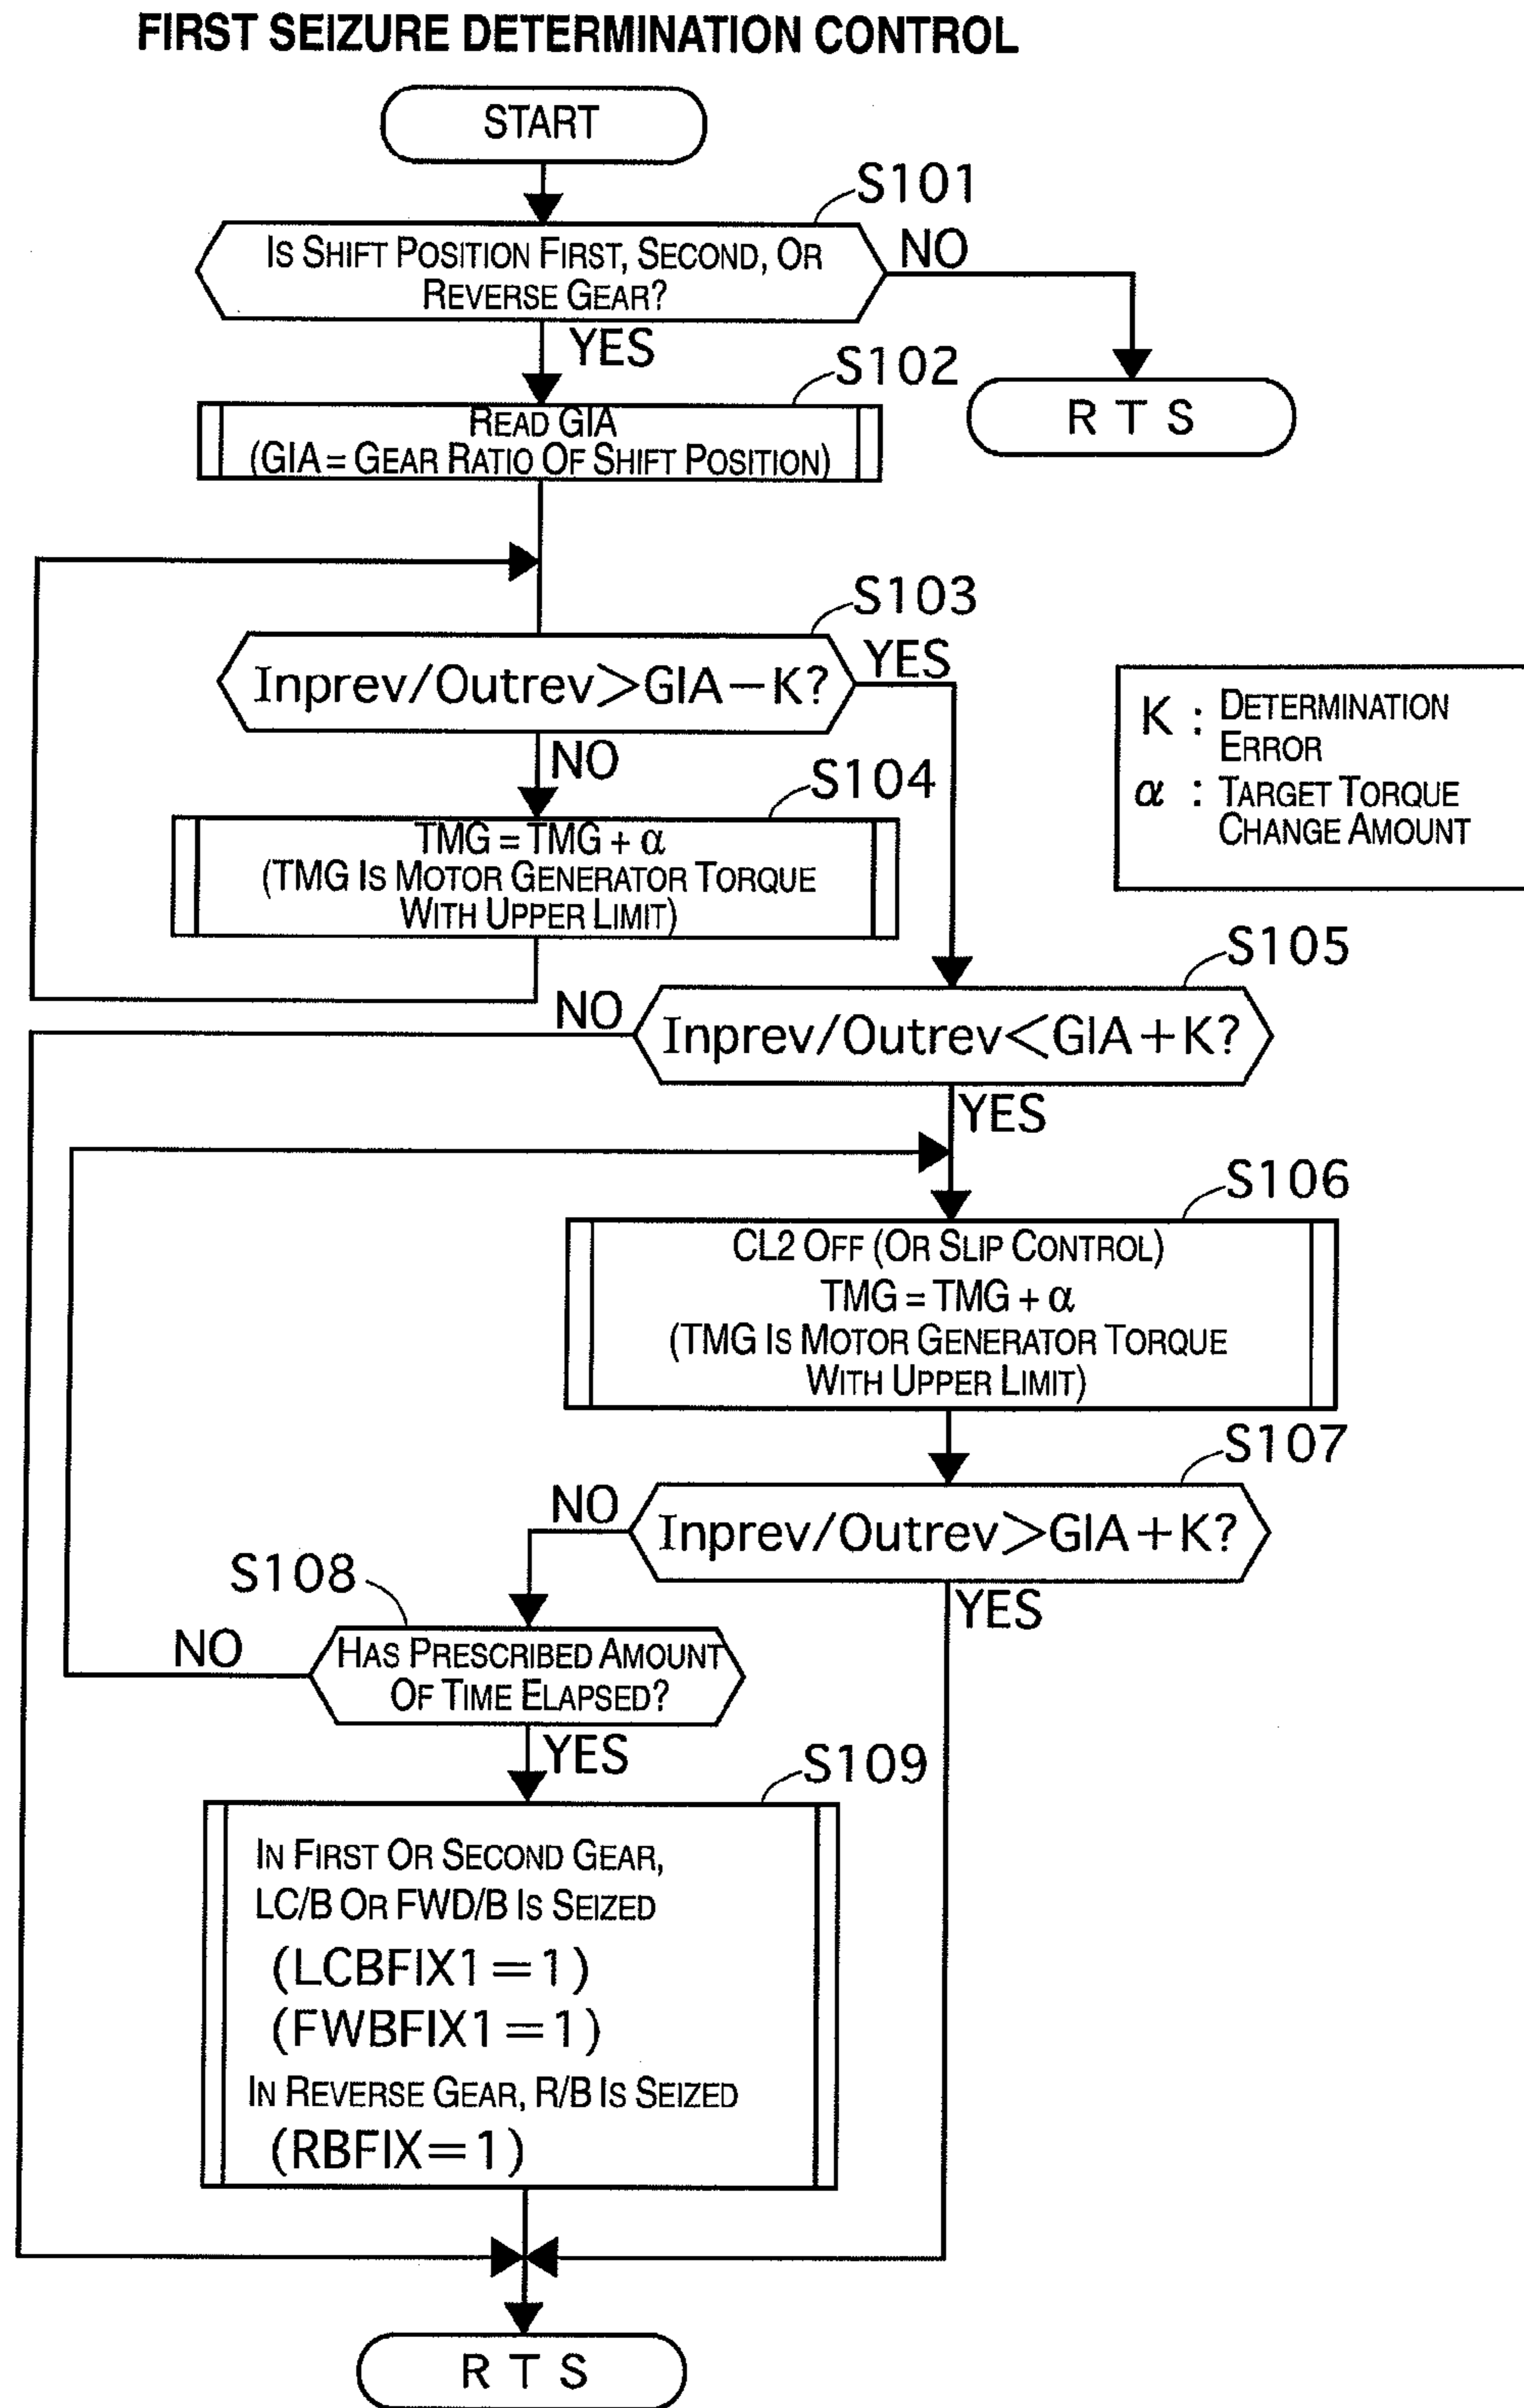 FIRST SEIZURE DETERMINATION CONTROL
START
S101
IS SHIFT POSITION FIRST, SECOND, OR
REVERSE GEAR?
NO
YES
S102
READ GIA
(GIA = GEAR RATIO OF SHIFT POSITION)
R T S
S103
Inprev/Outrev>GIA−K?
YES
NO
K : DETERMINATION
ERROR
α : TARGET TORQUE
CHANGE AMOUNT
S104
TMG = TMG + α
(TMG IS MOTOR GENERATOR TORQUE
WITH UPPER LIMIT)
S105
NO
Inprev/Outrev<GIA+K?
YES
S106
CL2 OFF (OR SLIP CONTROL)
TMG = TMG + α
(TMG IS MOTOR GENERATOR TORQUE
WITH UPPER LIMIT)
S107
NO
Inprev/Outrev>GIA+K?
YES
S108
NO
HAS PRESCRIBED AMOUNT
OF TIME ELAPSED?
YES
S109
IN FIRST OR SECOND GEAR,
LC/B OR FWD/B IS SEIZED
(LCBFIX1=1)
(FWBFIX1=1)
IN REVERSE GEAR, R/B IS SEIZED
(RBFIX=1)
R T S